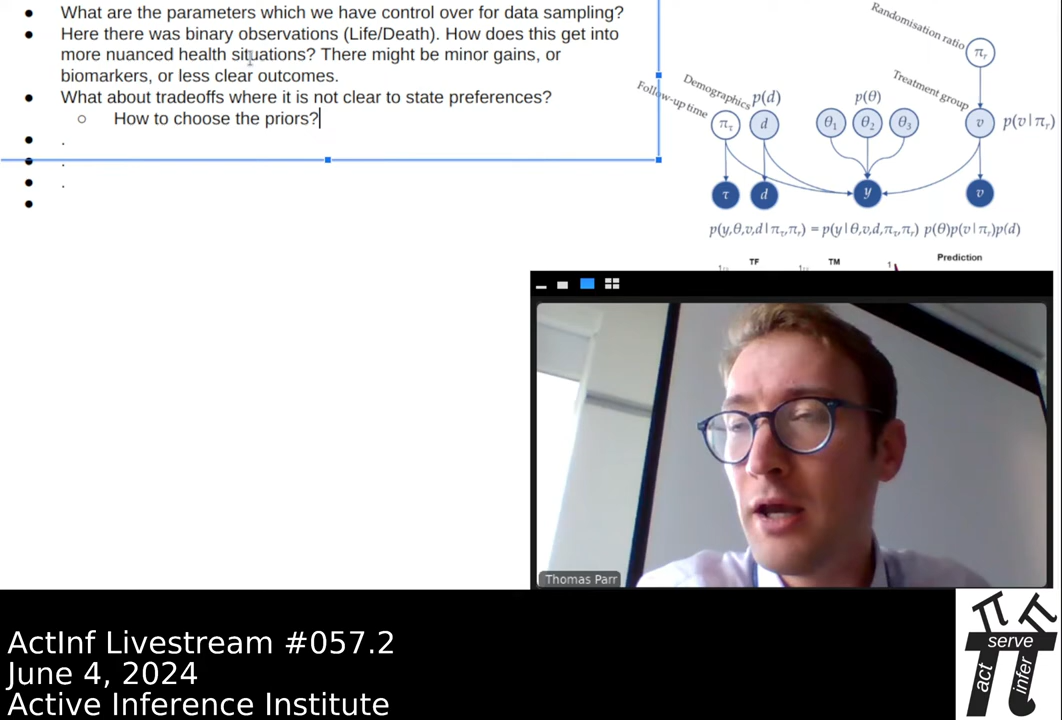 What are the parameters which we have control over for data sampling?
Here there was binary observations (Life/Death). How does this get into
more nuanced health situations? There might be minor gains, or
biomarkers, or less clear outcomes.
What about tradeoffs where it is not clear to state preferences?
How to choose the priors?
.
.
.
Randomisation ratio
π_r
Follow-up time
Demographics
p(d)
p(θ)
Treatment group
π_τ
d
θ₁
θ₂
θ₃
v
p(v|π_r)
τ
d
y
v
p(y,θ,v,d|π_τ,π_r) = p(y|θ,v,d,π_τ,π_r) p(θ)p(v|π_r)p(d)
TF
TM
Prediction
1
Thomas Parr
ActInf Livestream #057.2
June 4, 2024
Active Inference Institute
serve
act
infer